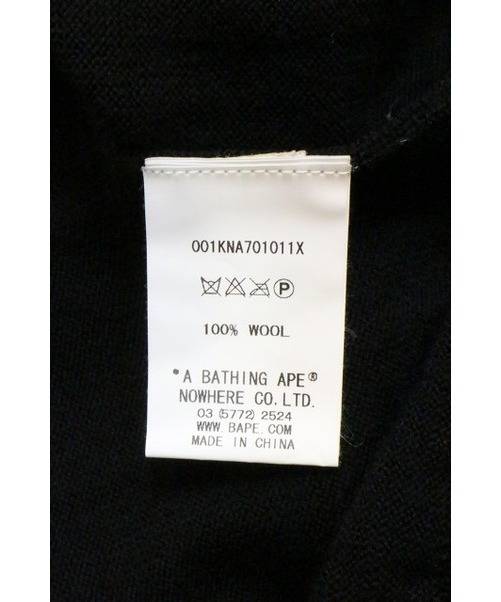 001KNA701011X
P
100% WOOL
*A BATHING APE®
NOWHERE CO.LTD.
03 (5772) 2524
WWW.BAPE.COM
MADE IN CHINA